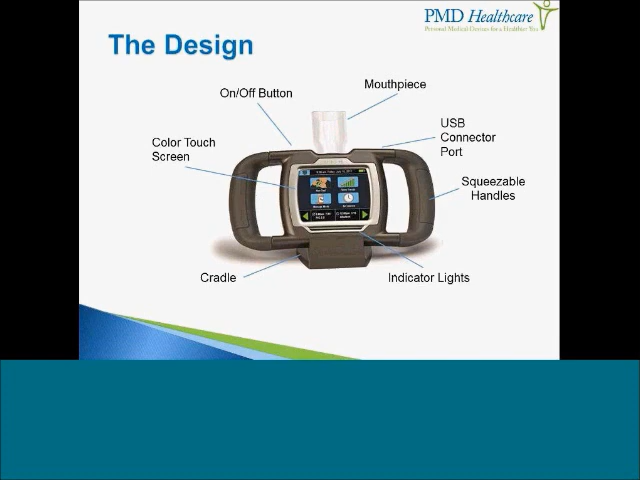 PMD Healthcare
Personal Medical Devices for a Healthier You
The Design
Mouthpiece
On/Off Button
USB
Connector
Port
Color Touch
Screen
Squeezable
Handles
Cradle
Indicator Lights